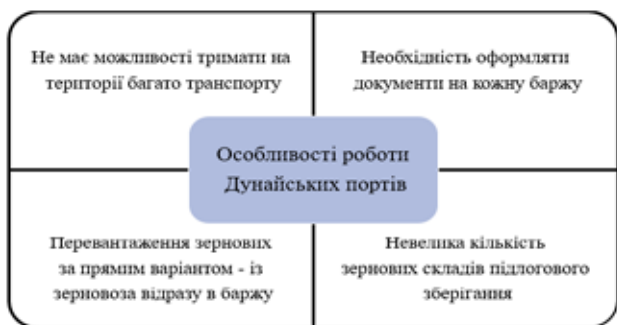 Не має можливості тримати на
території багато транспорту
Необхідність оформляти
документи на кожну баржу
Особливості роботи
Дунайських портів
Перевантаження зернових
за прямим варіантом - із
зерновоза відразу в баржу
Невелика кількість
зернових складів підлогового
зберігання